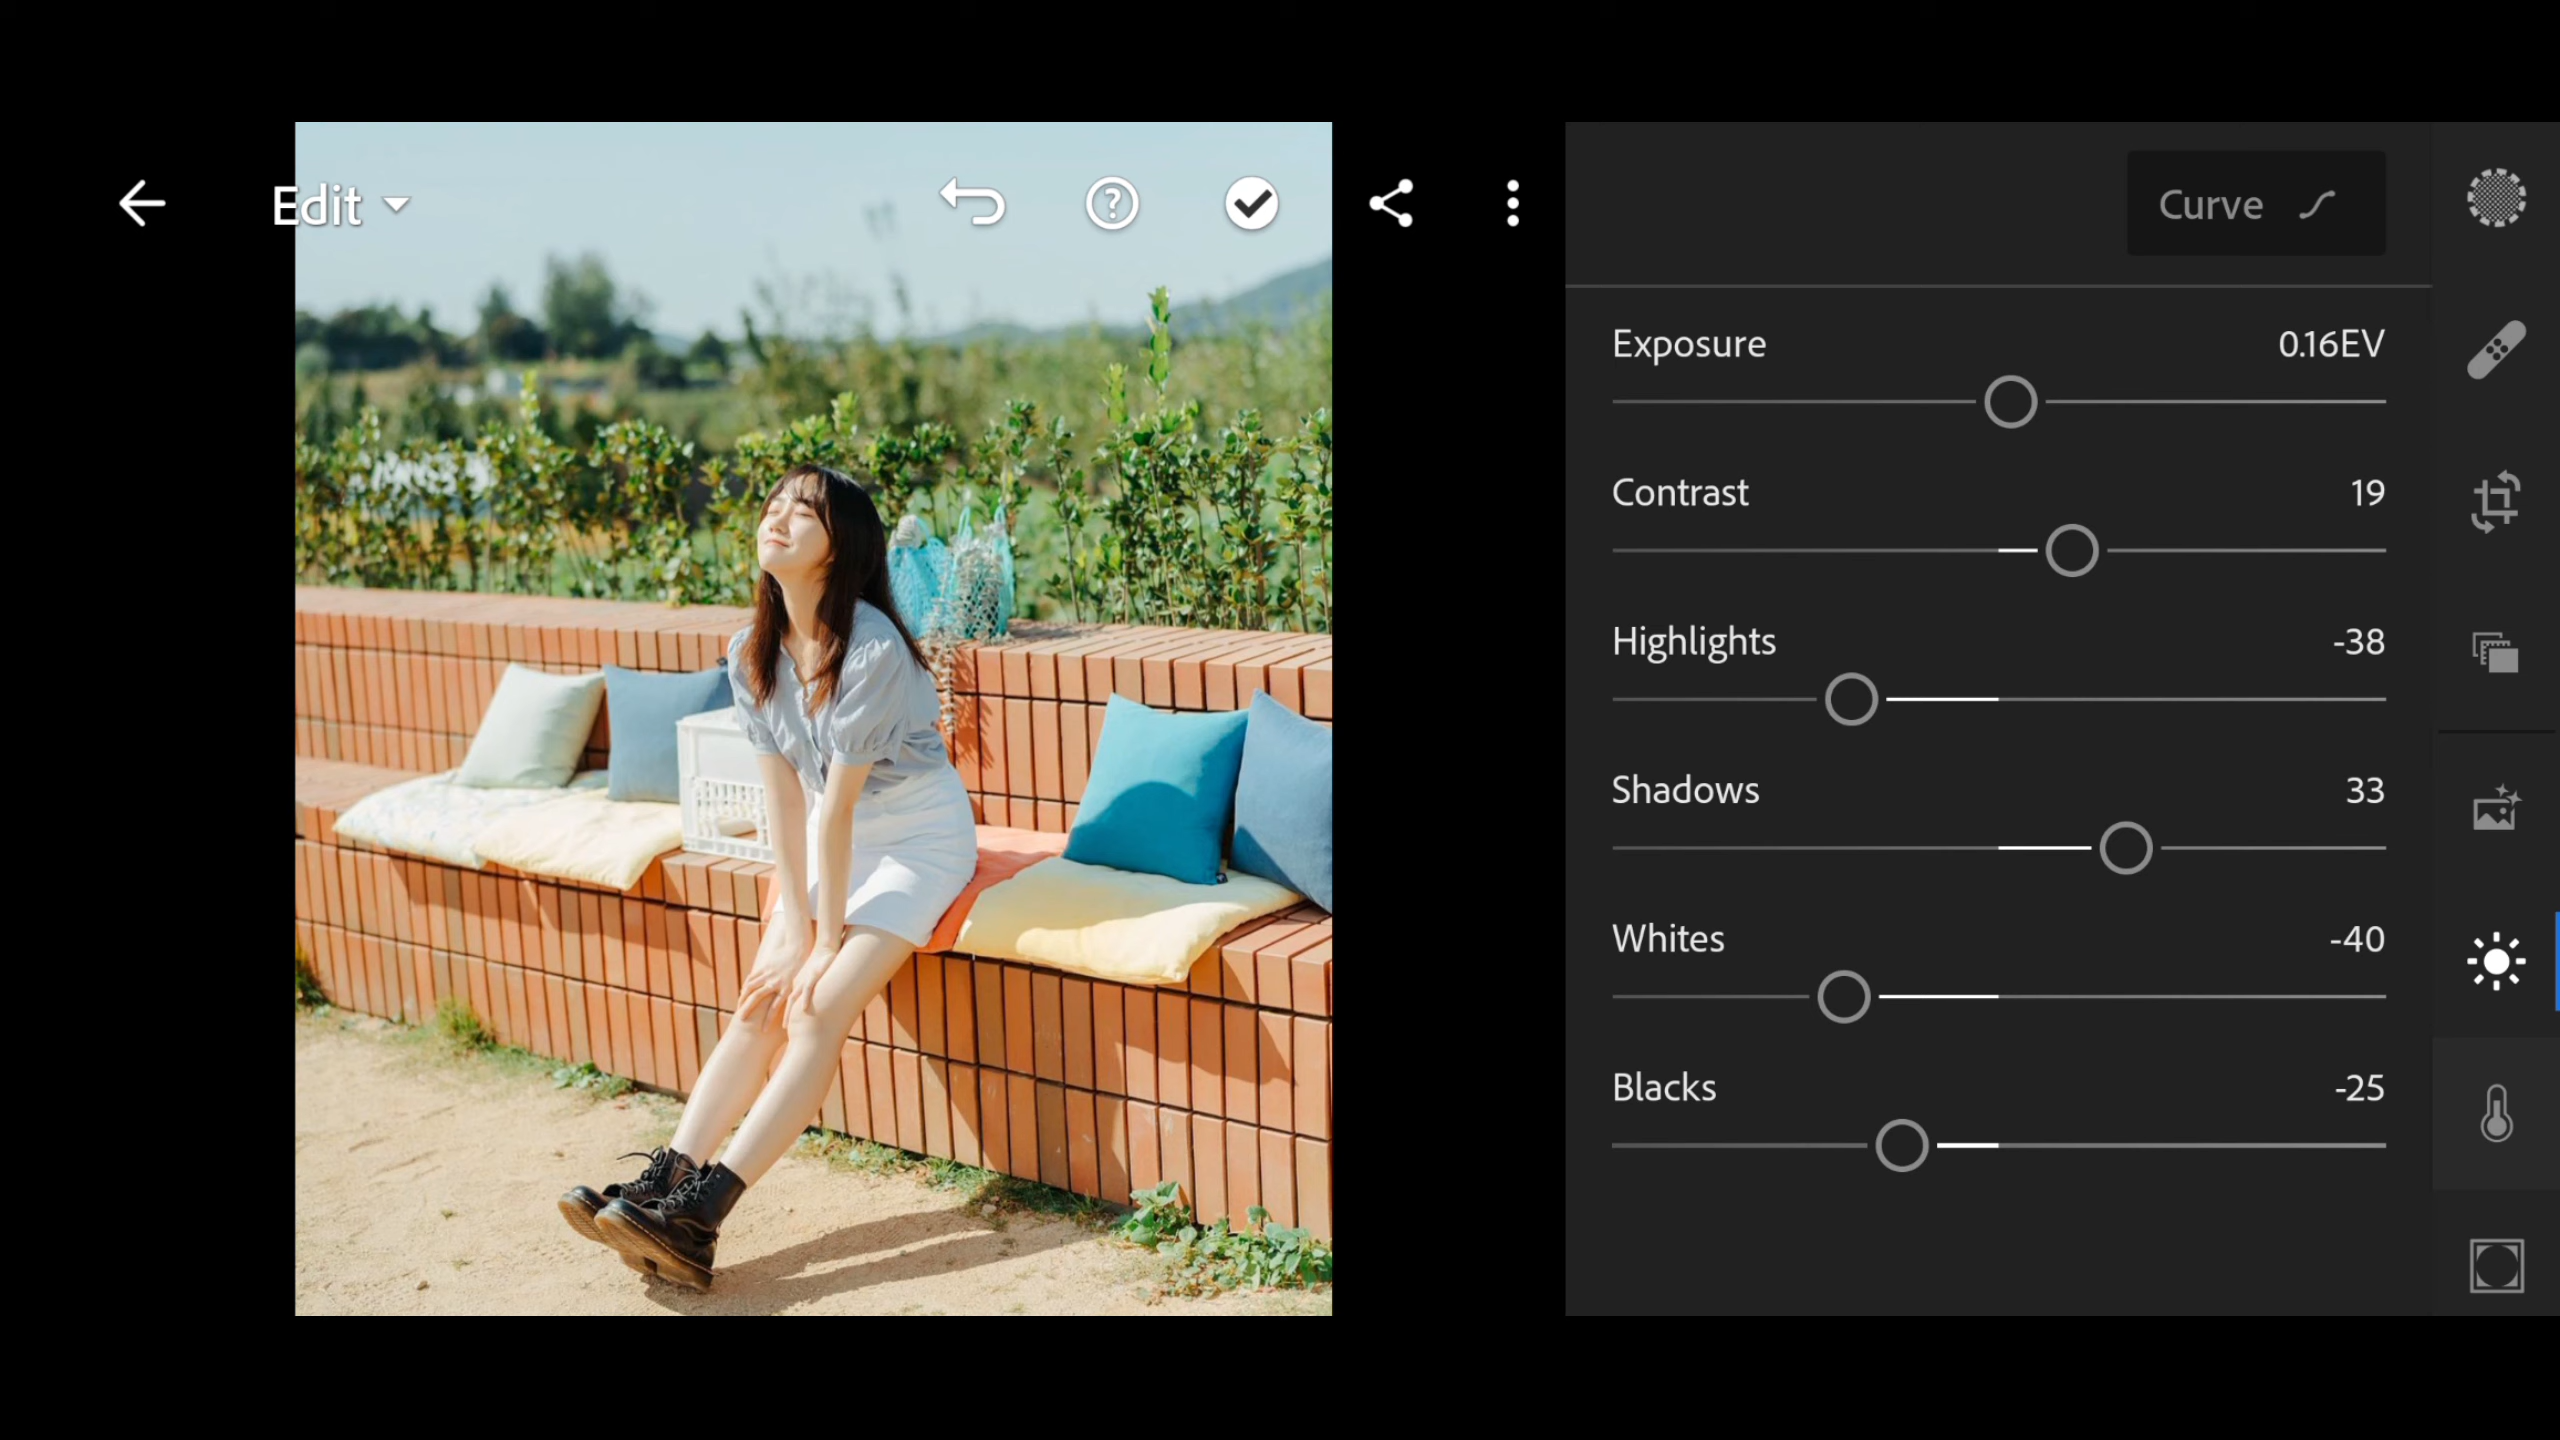 Edit
Curve
Exposure 0.16EV
Contrast 19
Highlights -38
Shadows 33
Whites -40
Blacks -25